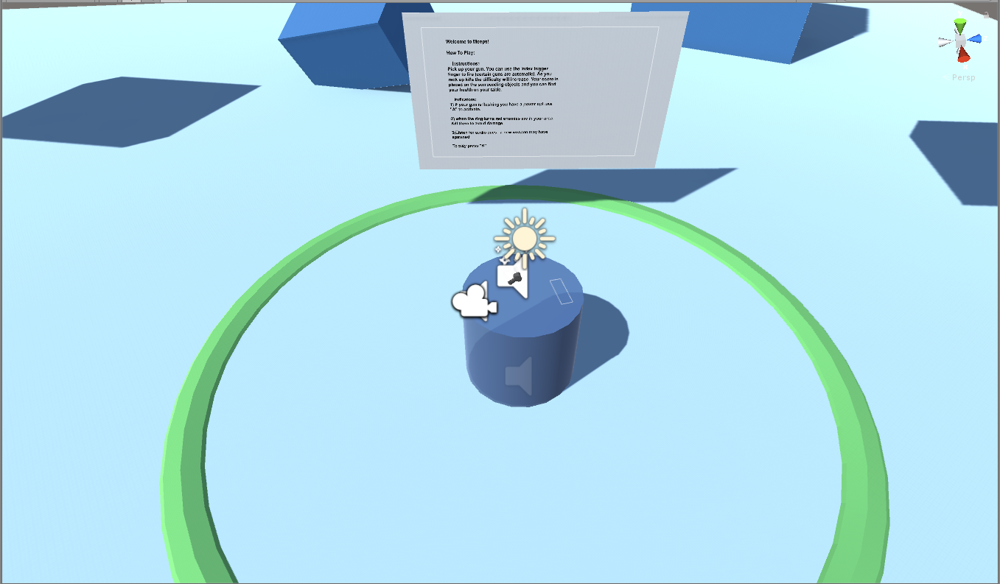 Welcome to Meeps!
How To Play:
Instructions:
Pick up your gun. You can use the index trigger
finger to fire (certain guns are automatic). As you
rack up kills the difficulty will increase. Your score is
placed on the surrounding objects and you can find
your health on your table.
Indicators:
1) If your gun is flashing you have a power up! use
"A" to activate.
2) when the ring turns red enemies are in your area
Kill them to avoid damage.
3)Listen for audio cues, a new weapon may have
spawned
To play press "B"
Persp